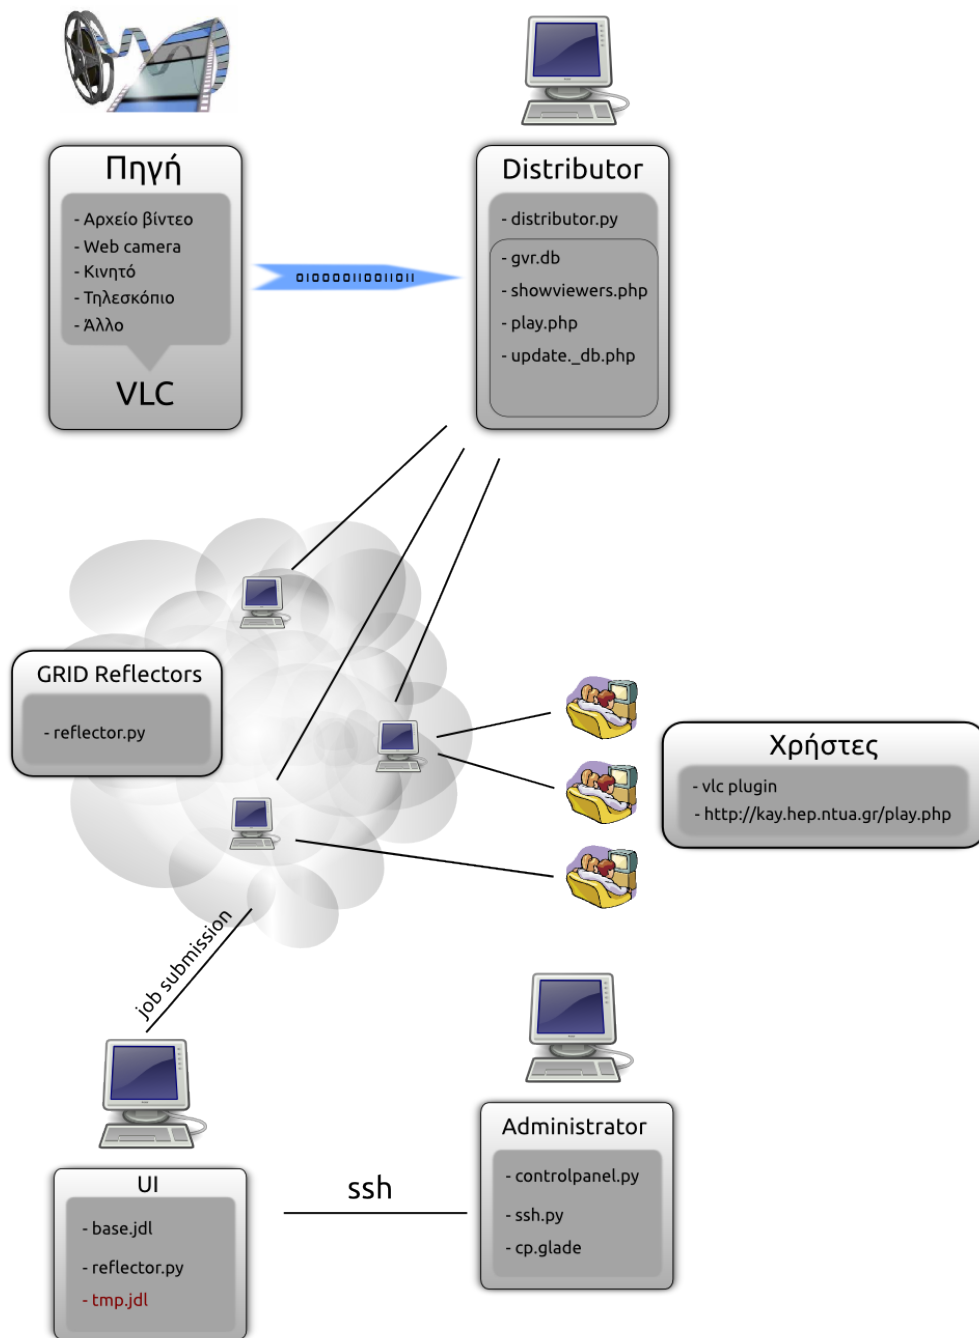 Πηγή
- Αρχείο βίντεο
- Web camera
- Κινητό
- Τηλεσκόπιο
- Άλλο
VLC
010000110011011
Distributor
- distributor.py
- gvr.db
- showviewers.php
- play.php
- update._db.php
GRID Reflectors
- reflector.py
Χρήστες
- vlc plugin
- http://kay.hep.ntua.gr/play.php
job submission
UI
- base.jdl
- reflector.py
- tmp.jdl
ssh
Administrator
- controlpanel.py
- ssh.py
- cp.glade